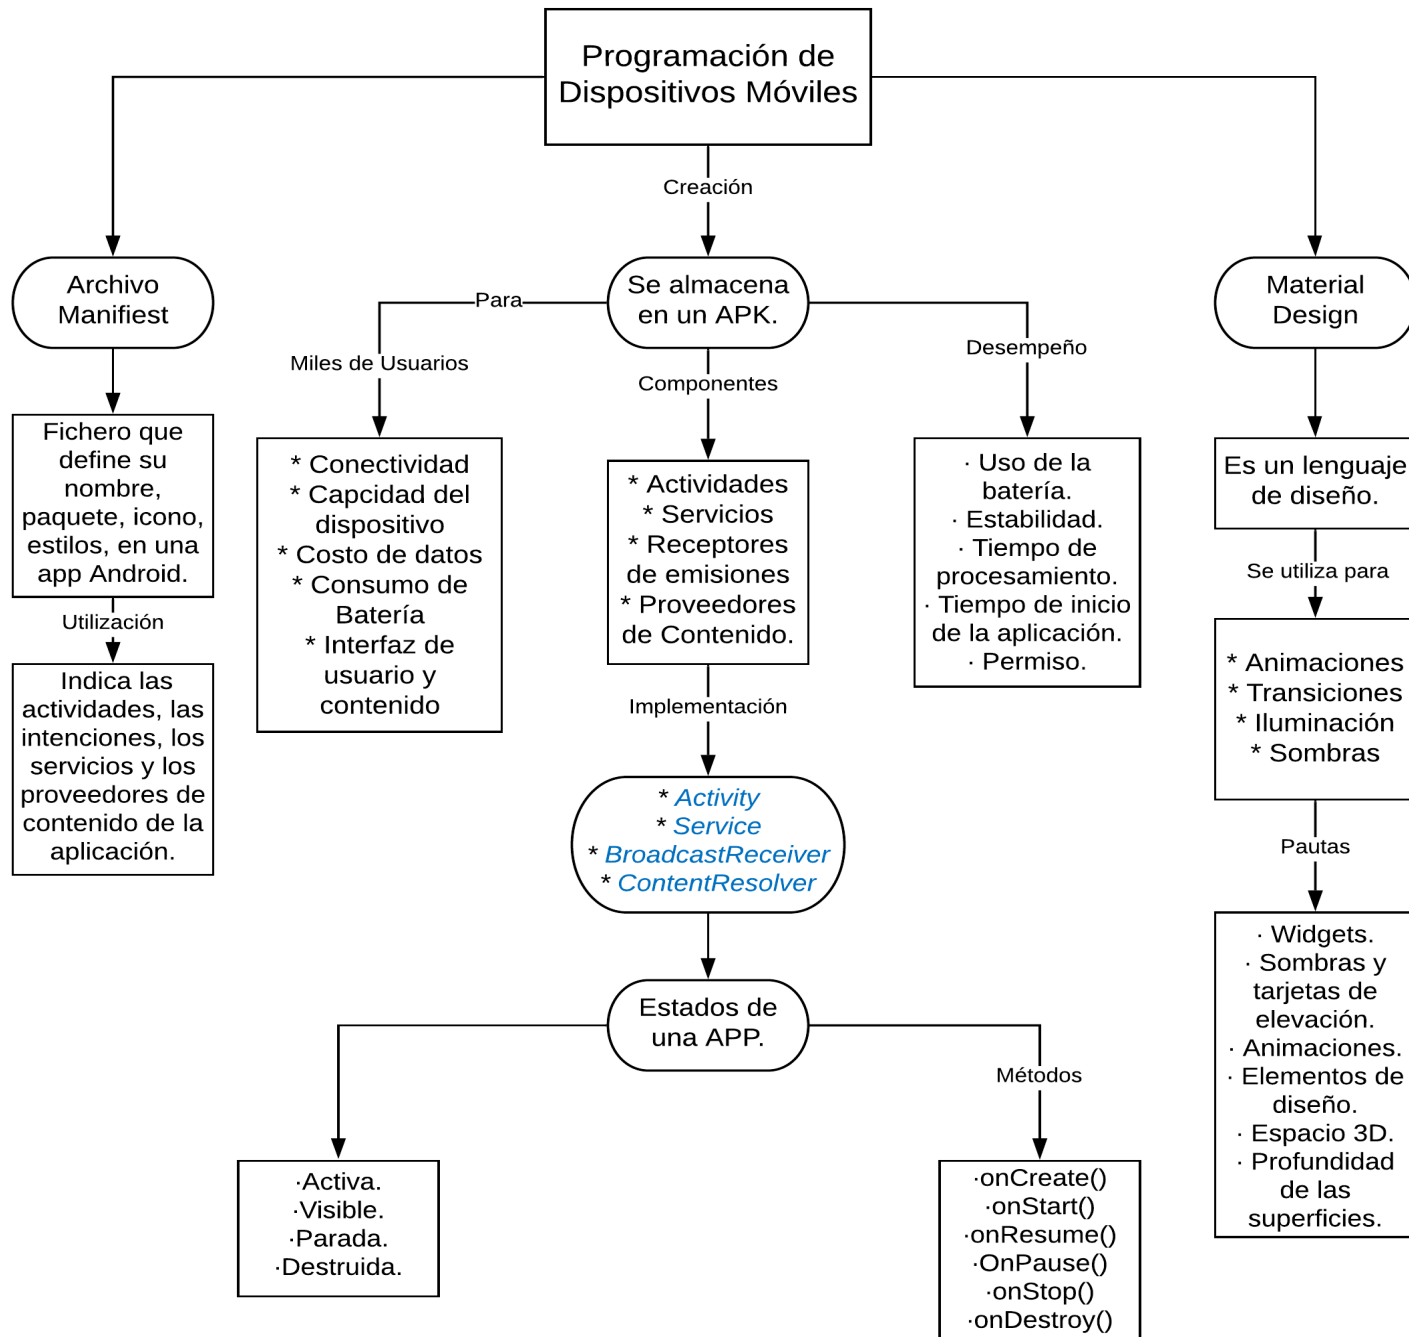 Programación de
Dispositivos Móviles
Creación
Archivo
Manifiest
Fichero que
define su
nombre,
paquete, icono,
estilos, en una
app Android.
Utilización
Indica las
actividades, las
intenciones, los
servicios y los
proveedores de
contenido de la
aplicación.
Se almacena
en un APK.
Para
Miles de Usuarios
* Conectividad
* Capcidad del
dispositivo
* Costo de datos
* Consumo de
Batería
* Interfaz de
usuario y
contenido
Componentes
* Actividades
* Servicios
* Receptores
de emisiones
* Proveedores
de Contenido.
Desempeño
· Uso de la
batería.
· Estabilidad.
· Tiempo de
procesamiento.
· Tiempo de inicio
de la aplicación.
· Permiso.
Implementación
* Activity
* Service
* BroadcastReceiver
* ContentResolver
Estados de
una APP.
·Activa.
·Visible.
·Parada.
·Destruida.
Métodos
·onCreate()
·onStart()
·onResume()
·OnPause()
·onStop()
·onDestroy()
Material
Design
Es un lenguaje
de diseño.
Se utiliza para
* Animaciones
* Transiciones
* Iluminación
* Sombras
Pautas
· Widgets.
· Sombras y
tarjetas de
elevación.
· Animaciones.
· Elementos de
diseño.
· Espacio 3D.
· Profundidad
de las
superficies.